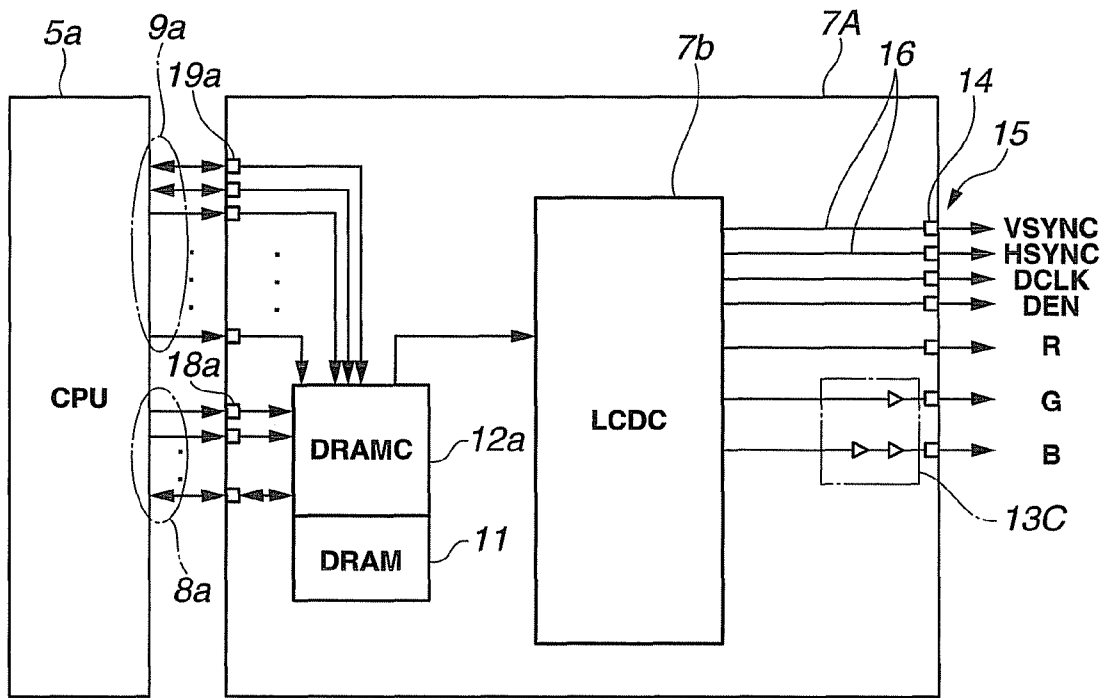 5a
9a
19a
7A
7b
16
14
15
VSYNC
HSYNC
DCLK
DEN
R
G
B
CPU
18a
DRAMC
12a
LCDC
13C
DRAM
11
8a